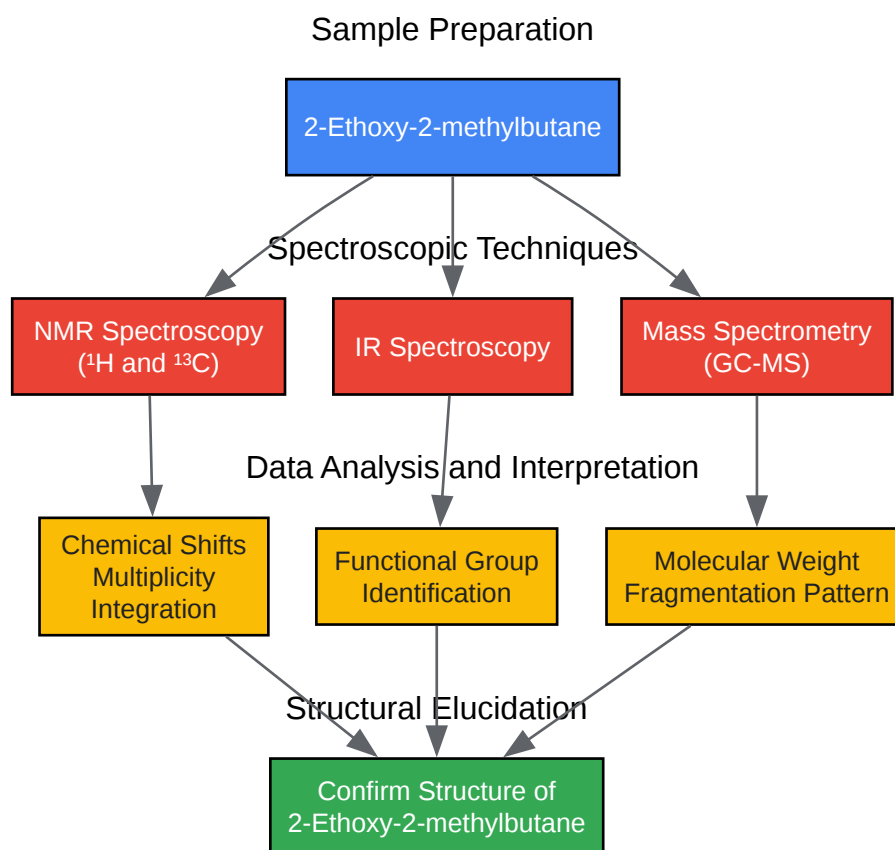 Sample Preparation
2-Ethoxy-2-methylbutane
Spectroscopic Techniques
NMR Spectroscopy
(¹H and ¹³C)
IR Spectroscopy
Mass Spectrometry
(GC-MS)
Data Analysis and Interpretation
Chemical Shifts
Multiplicity
Integration
Functional Group
Identification
Molecular Weight
Fragmentation Pattern
Structural Elucidation
Confirm Structure of
2-Ethoxy-2-methylbutane